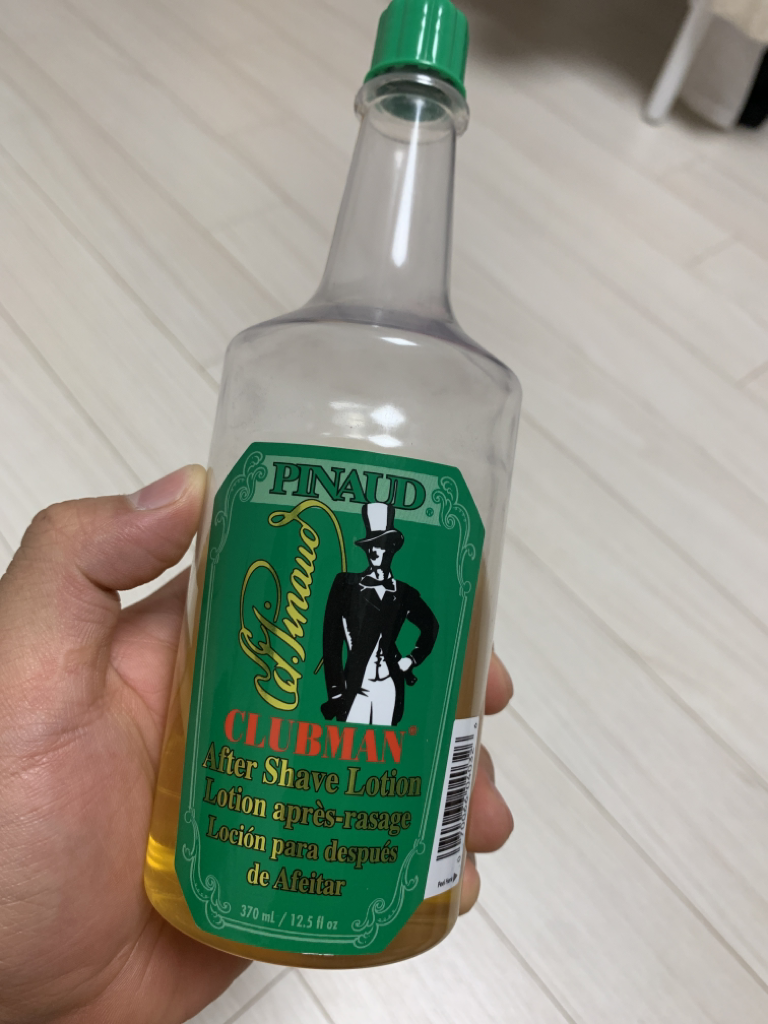 PINAUD®
Ed. Pinaud
CLUBMAN®
After Shave Lotion
Lotion après-rasage
Loción para después
de Afeitar
370 mL / 12.5 fl oz